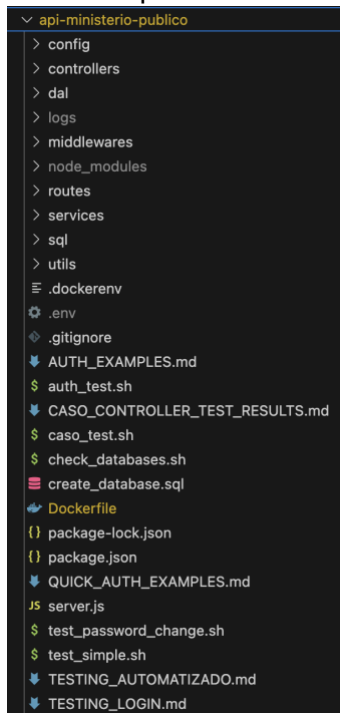 api-ministerio-publico
config
controllers
dal
logs
middlewares
node_modules
routes
services
sql
utils
.dockerenv
.env
.gitignore
AUTH_EXAMPLES.md
$ auth_test.sh
CASO_CONTROLLER_TEST_RESULTS.md
$ caso_test.sh
$ check_databases.sh
create_database.sql
Dockerfile
{} package-lock.json
{} package.json
QUICK_AUTH_EXAMPLES.md
JS server.js
$ test_password_change.sh
$ test_simple.sh
TESTING_AUTOMATIZADO.md
TESTING_LOGIN.md